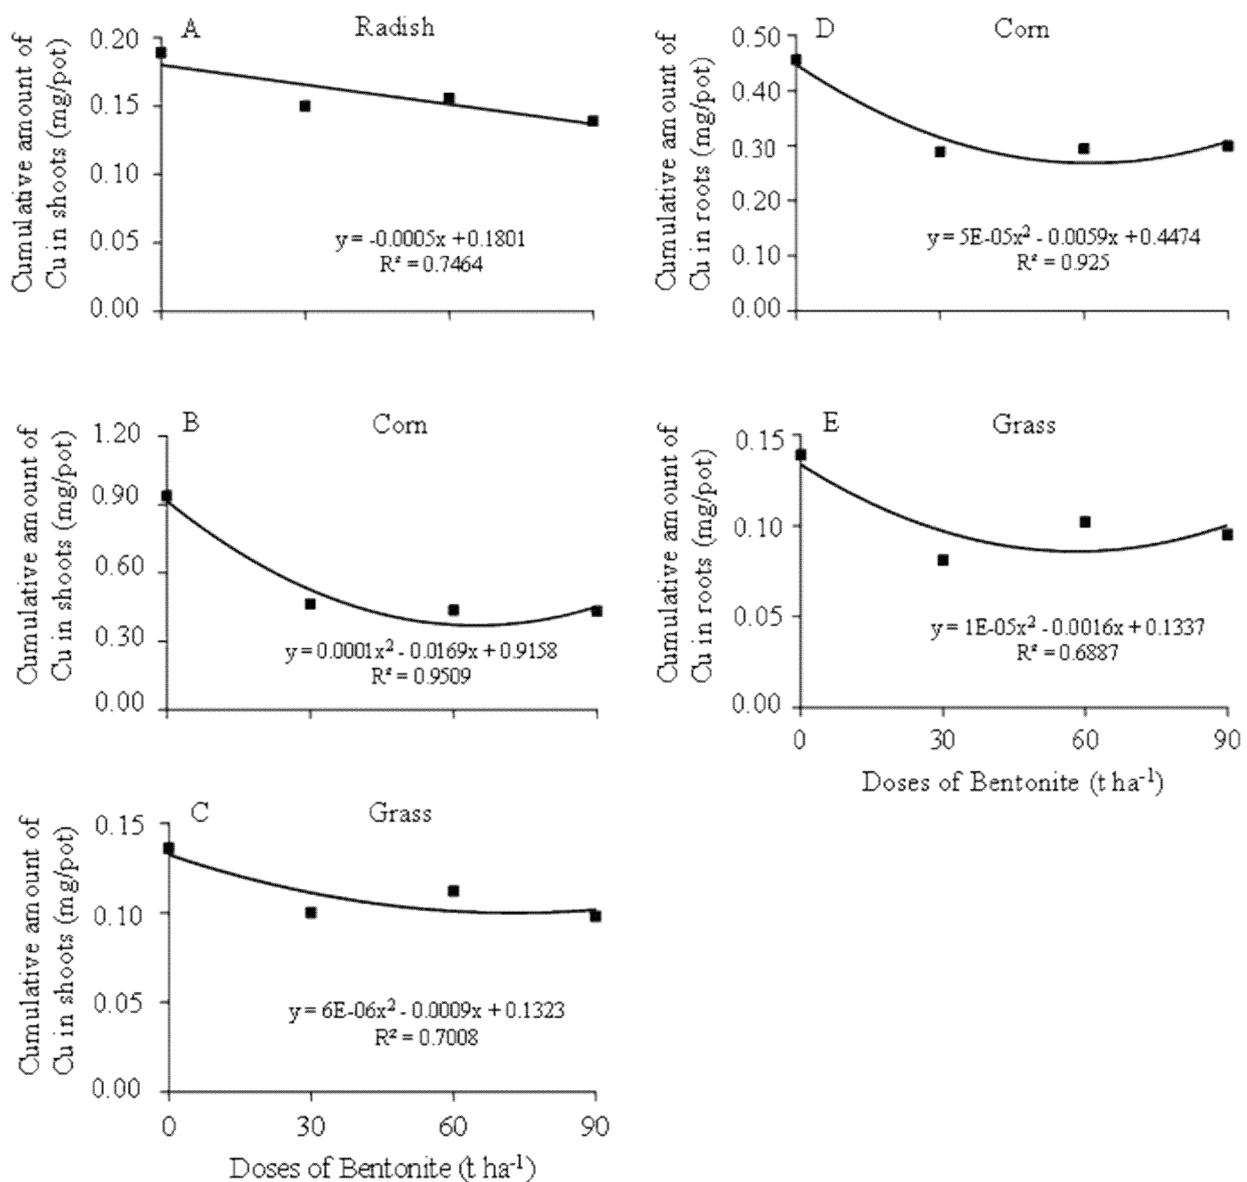 A
Radish
Cumulative amount of
Cu in shoots (mg/pot)
0.20
0.15
0.10
0.05
0.00
y = -0.0005x + 0.1801
R² = 0.7464
B
Corn
Cumulative amount of
Cu in shoots (mg/pot)
1.20
0.90
0.60
0.30
0.00
y = 0.0001x² - 0.0169x + 0.9158
R² = 0.9509
C
Grass
Cumulative amount of
Cu in shoots (mg/pot)
0.15
0.10
0.05
0.00
y = 6E-06x² - 0.0009x + 0.1323
R² = 0.7008
0 30 60 90
Doses of Bentonite (t ha⁻¹)
D
Corn
Cumulative amount of
Cu in roots (mg/pot)
0.50
0.40
0.30
0.20
0.10
0.00
y = 5E-05x² - 0.0059x + 0.4474
R² = 0.925
E
Grass
Cumulative amount of
Cu in roots (mg/pot)
0.15
0.10
0.05
0.00
y = 1E-05x² - 0.0016x + 0.1337
R² = 0.6887
0 30 60 90
Doses of Bentonite (t ha⁻¹)